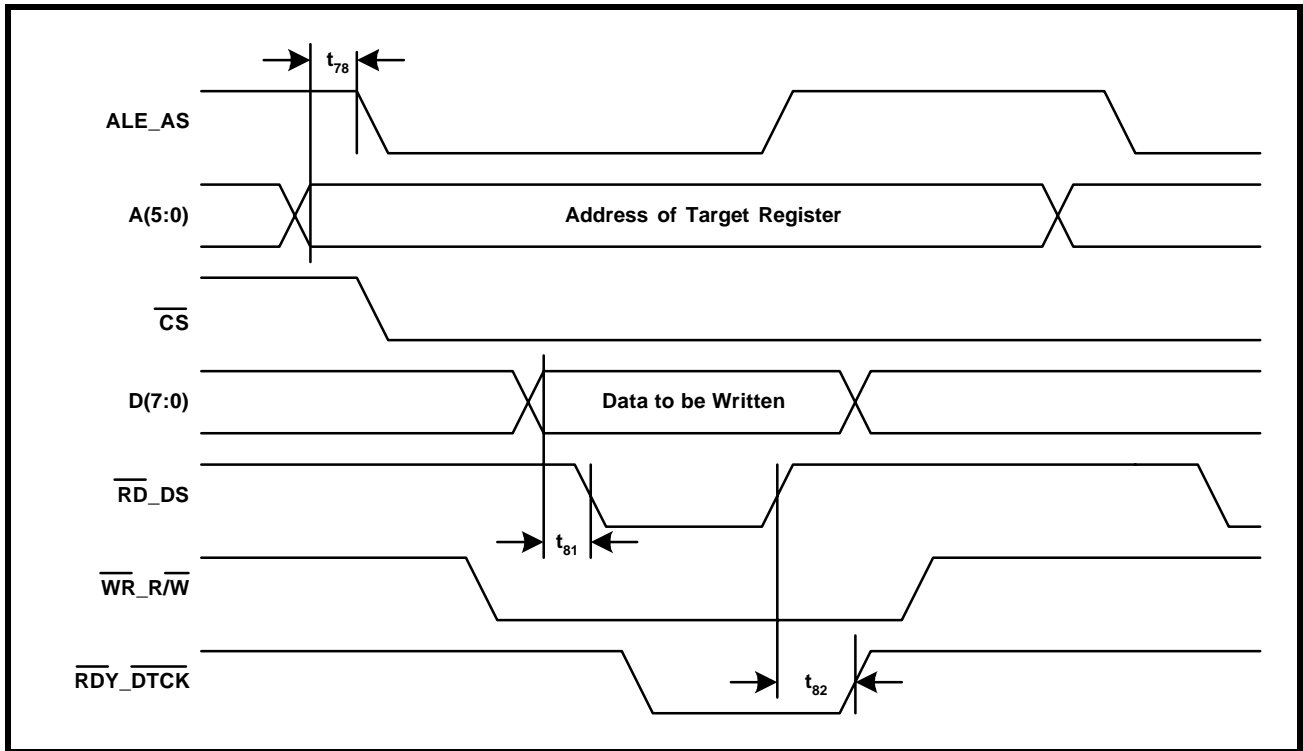 t78
ALE_AS
A(5:0)
Address of Target Register
CS
D(7:0)
Data to be Written
RD_DS
t81
WR_R/W
RDY_DTCK
t82